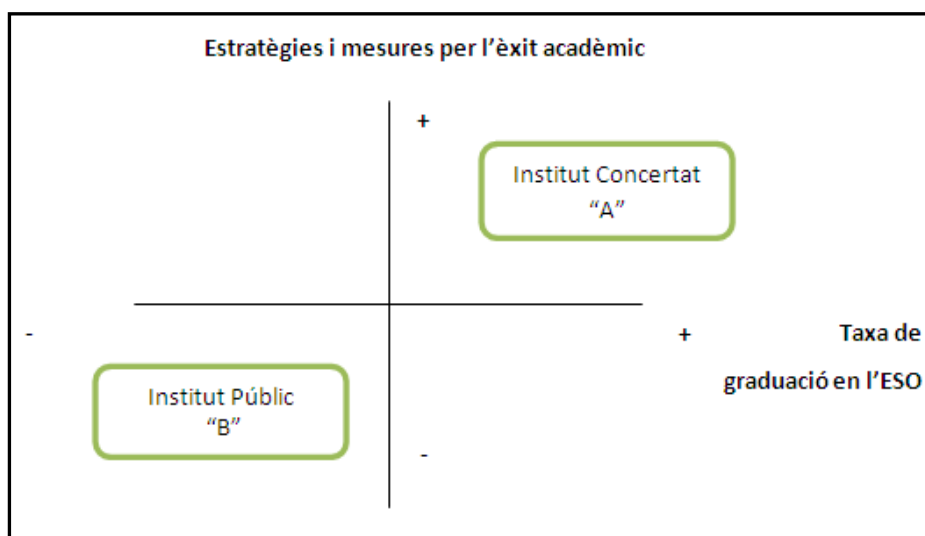 Estratègies i mesures per l'èxit acadèmic
+
Institut Concertat
“A”
-
+
Taxa de
graduació en l'ESO
Institut Públic
“B”
-